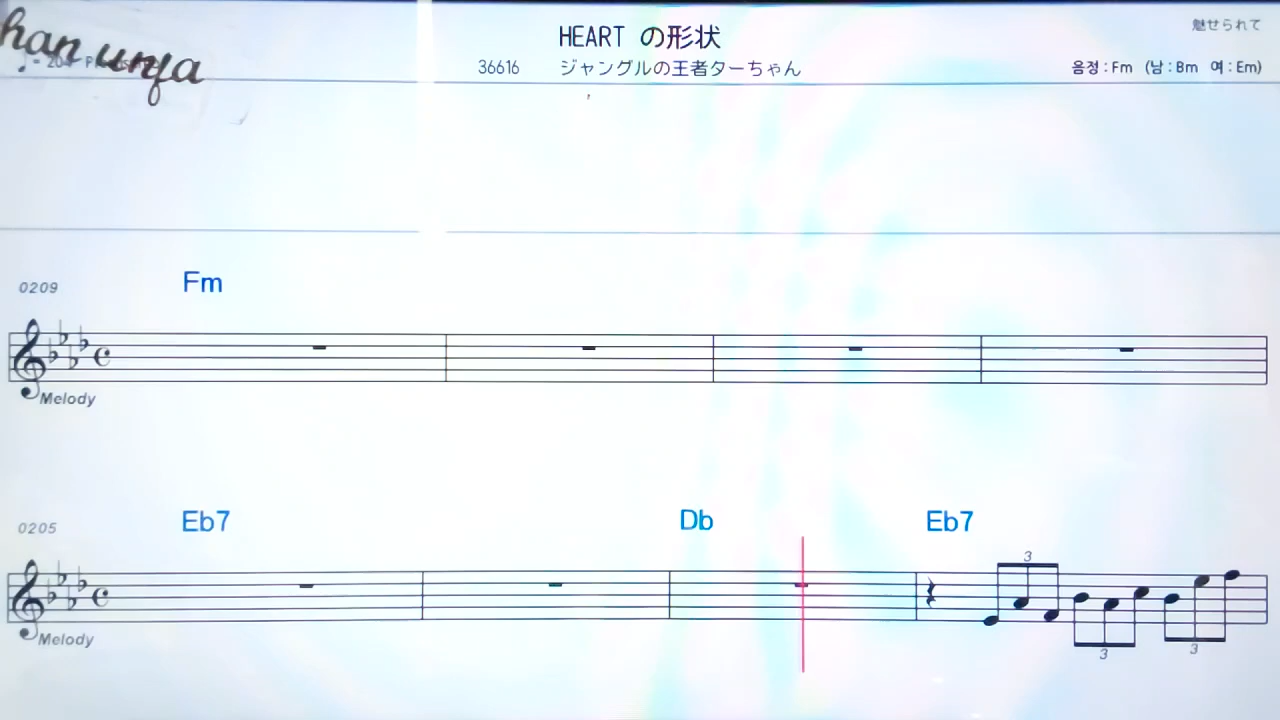 han unza
HEART の形状
魅せられて
36616 ジャングルの王者ターちゃん
음정 : Fm (남 : Bm 여 : Em)
0209 Fm
Melody
0205 Eb7 Db Eb7
3
Melody
3 3